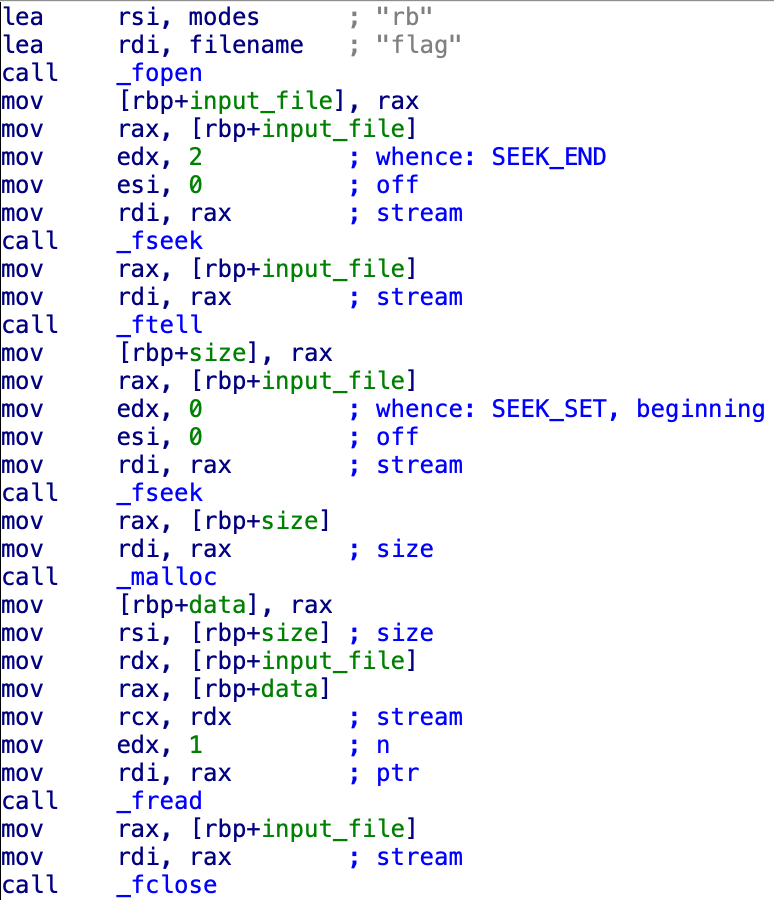 lea     rsi, modes      ; "rb"
lea     rdi, filename   ; "flag"
call    _fopen
mov     [rbp+input_file], rax
mov     rax, [rbp+input_file]
mov     edx, 2          ; whence: SEEK_END
mov     esi, 0          ; off
mov     rdi, rax        ; stream
call    _fseek
mov     rax, [rbp+input_file]
mov     rdi, rax        ; stream
call    _ftell
mov     [rbp+size], rax
mov     rax, [rbp+input_file]
mov     edx, 0          ; whence: SEEK_SET, beginning
mov     esi, 0          ; off
mov     rdi, rax        ; stream
call    _fseek
mov     rax, [rbp+size]
mov     rdi, rax        ; size
call    _malloc
mov     [rbp+data], rax
mov     rsi, [rbp+size] ; size
mov     rdx, [rbp+input_file]
mov     rax, [rbp+data]
mov     rcx, rdx        ; stream
mov     edx, 1          ; n
mov     rdi, rax        ; ptr
call    _fread
mov     rax, [rbp+input_file]
mov     rdi, rax        ; stream
call    _fclose